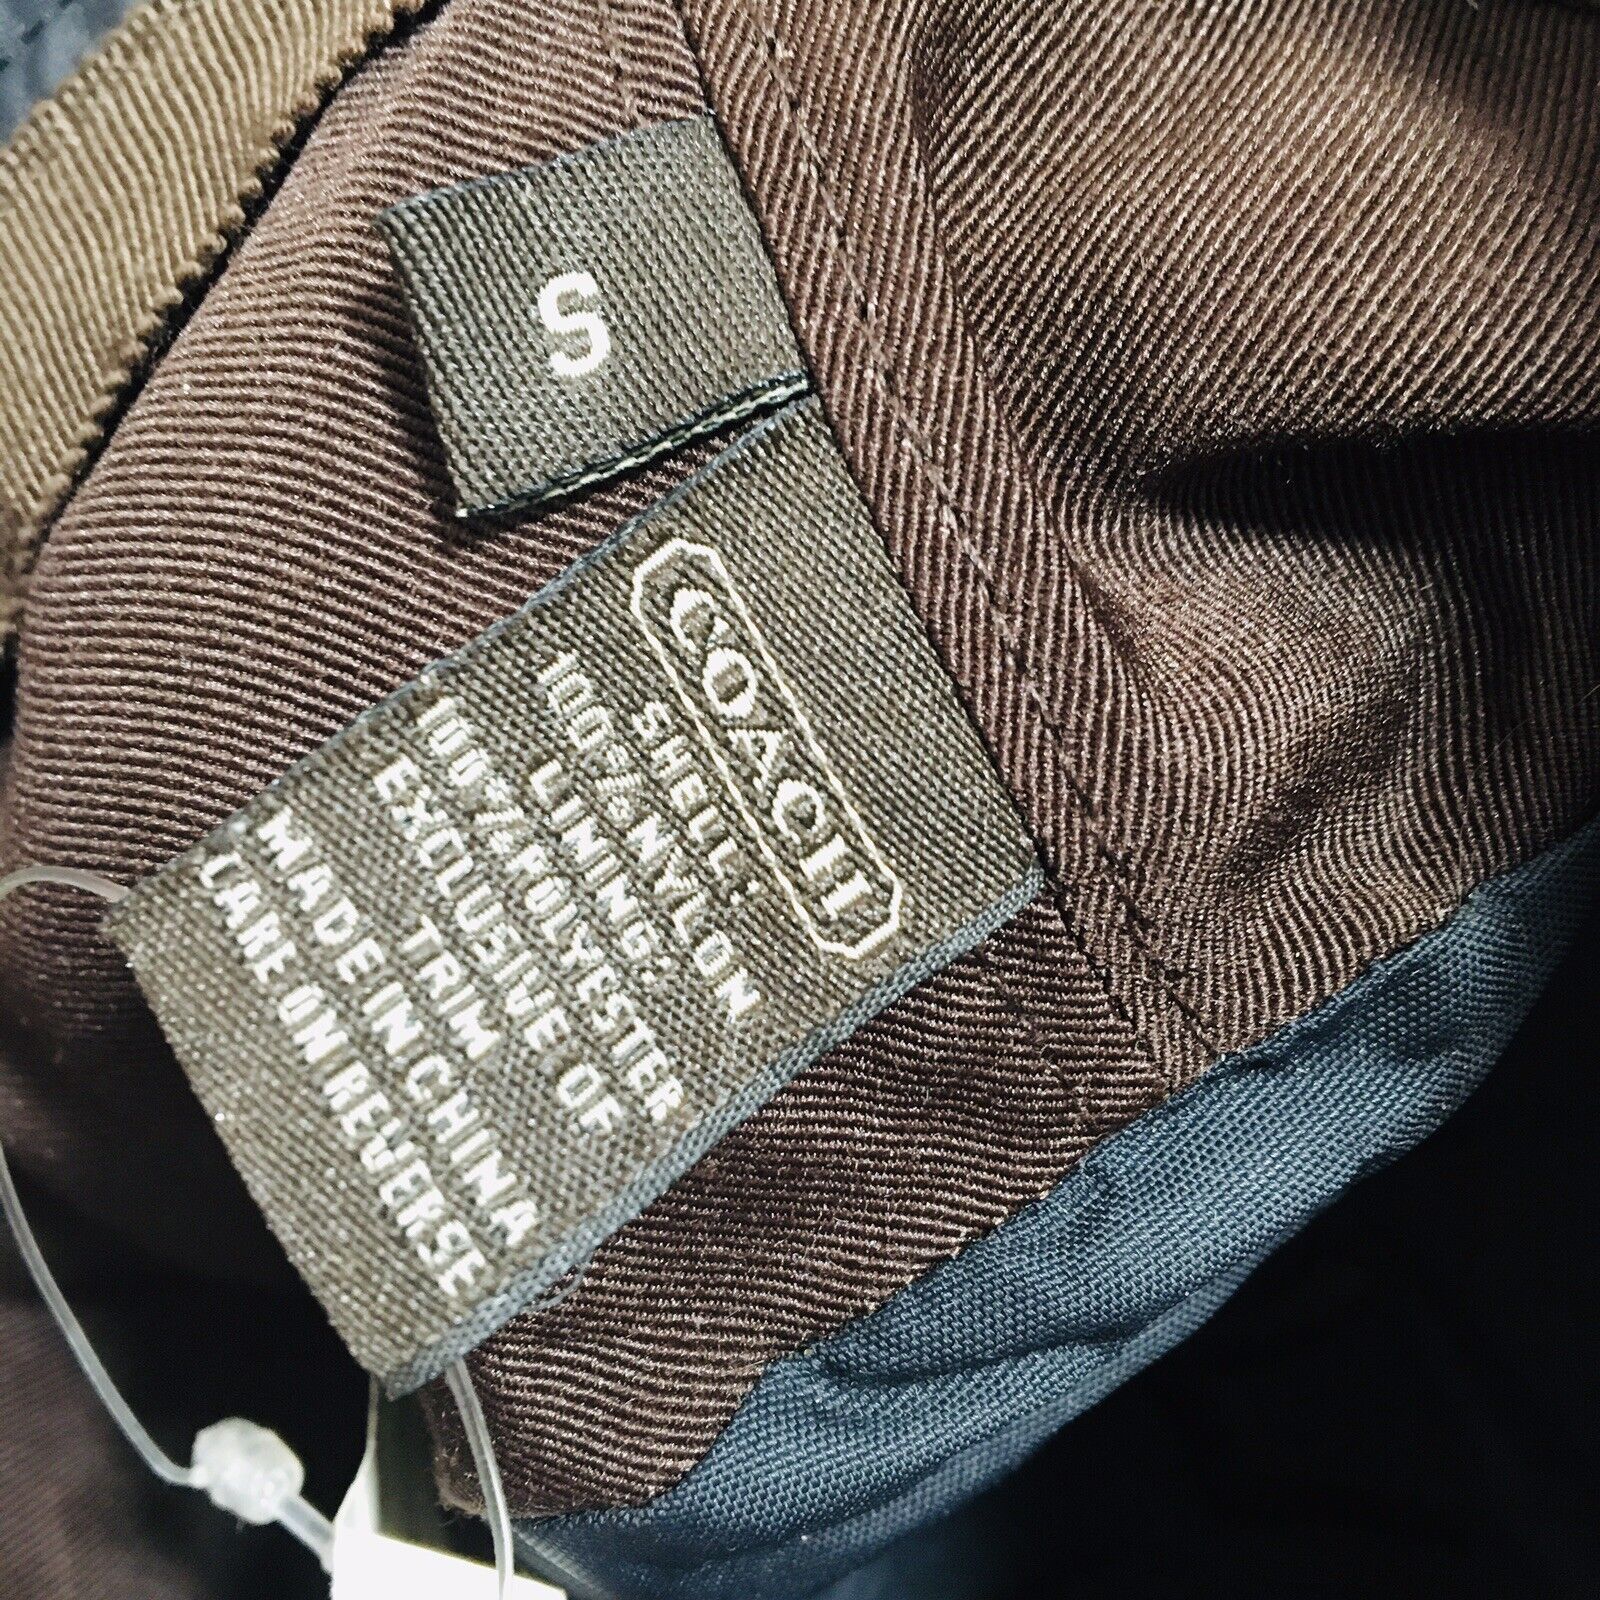 S
COACH
SHELL:
100% NYLON
LINING:
100% POLYESTER
EXCLUSIVE OF
TRIM
MADE IN CHINA
CARE ON REVERSE